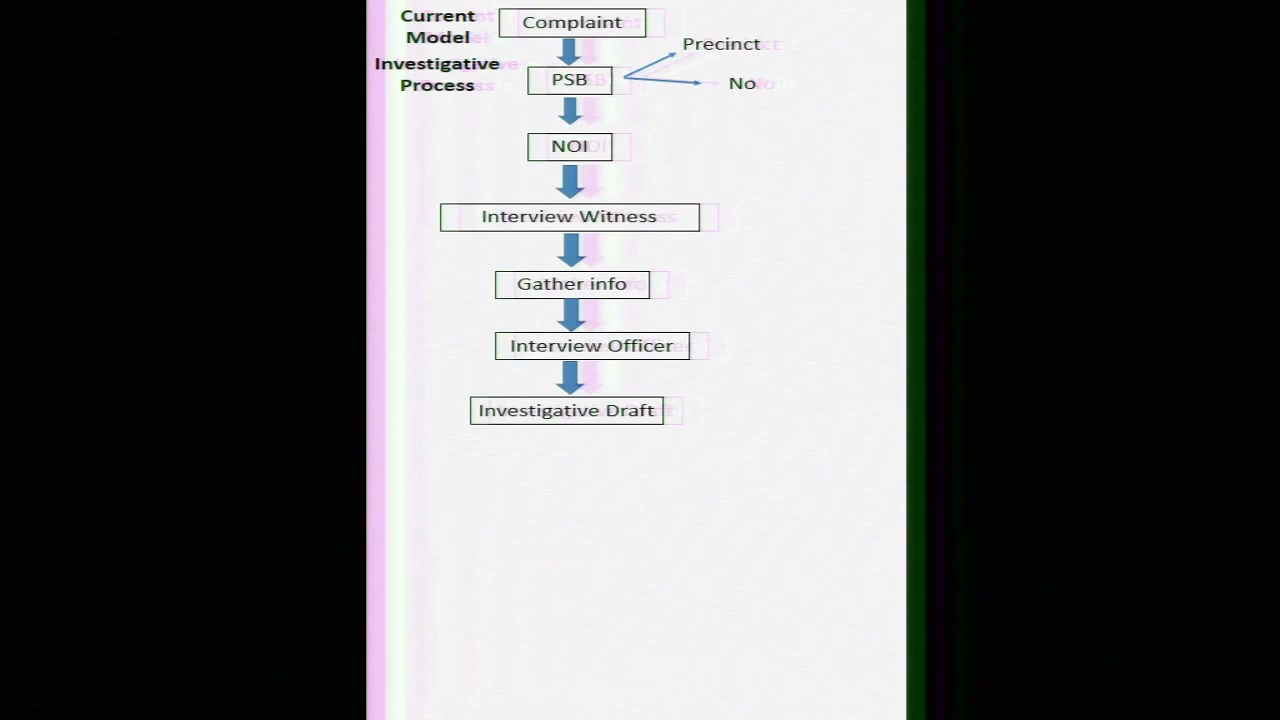 Current
Model
Investigative
Process
Complaint
Precinct
PSB
No
NOI
Interview Witness
Gather info
Interview Officer
Investigative Draft